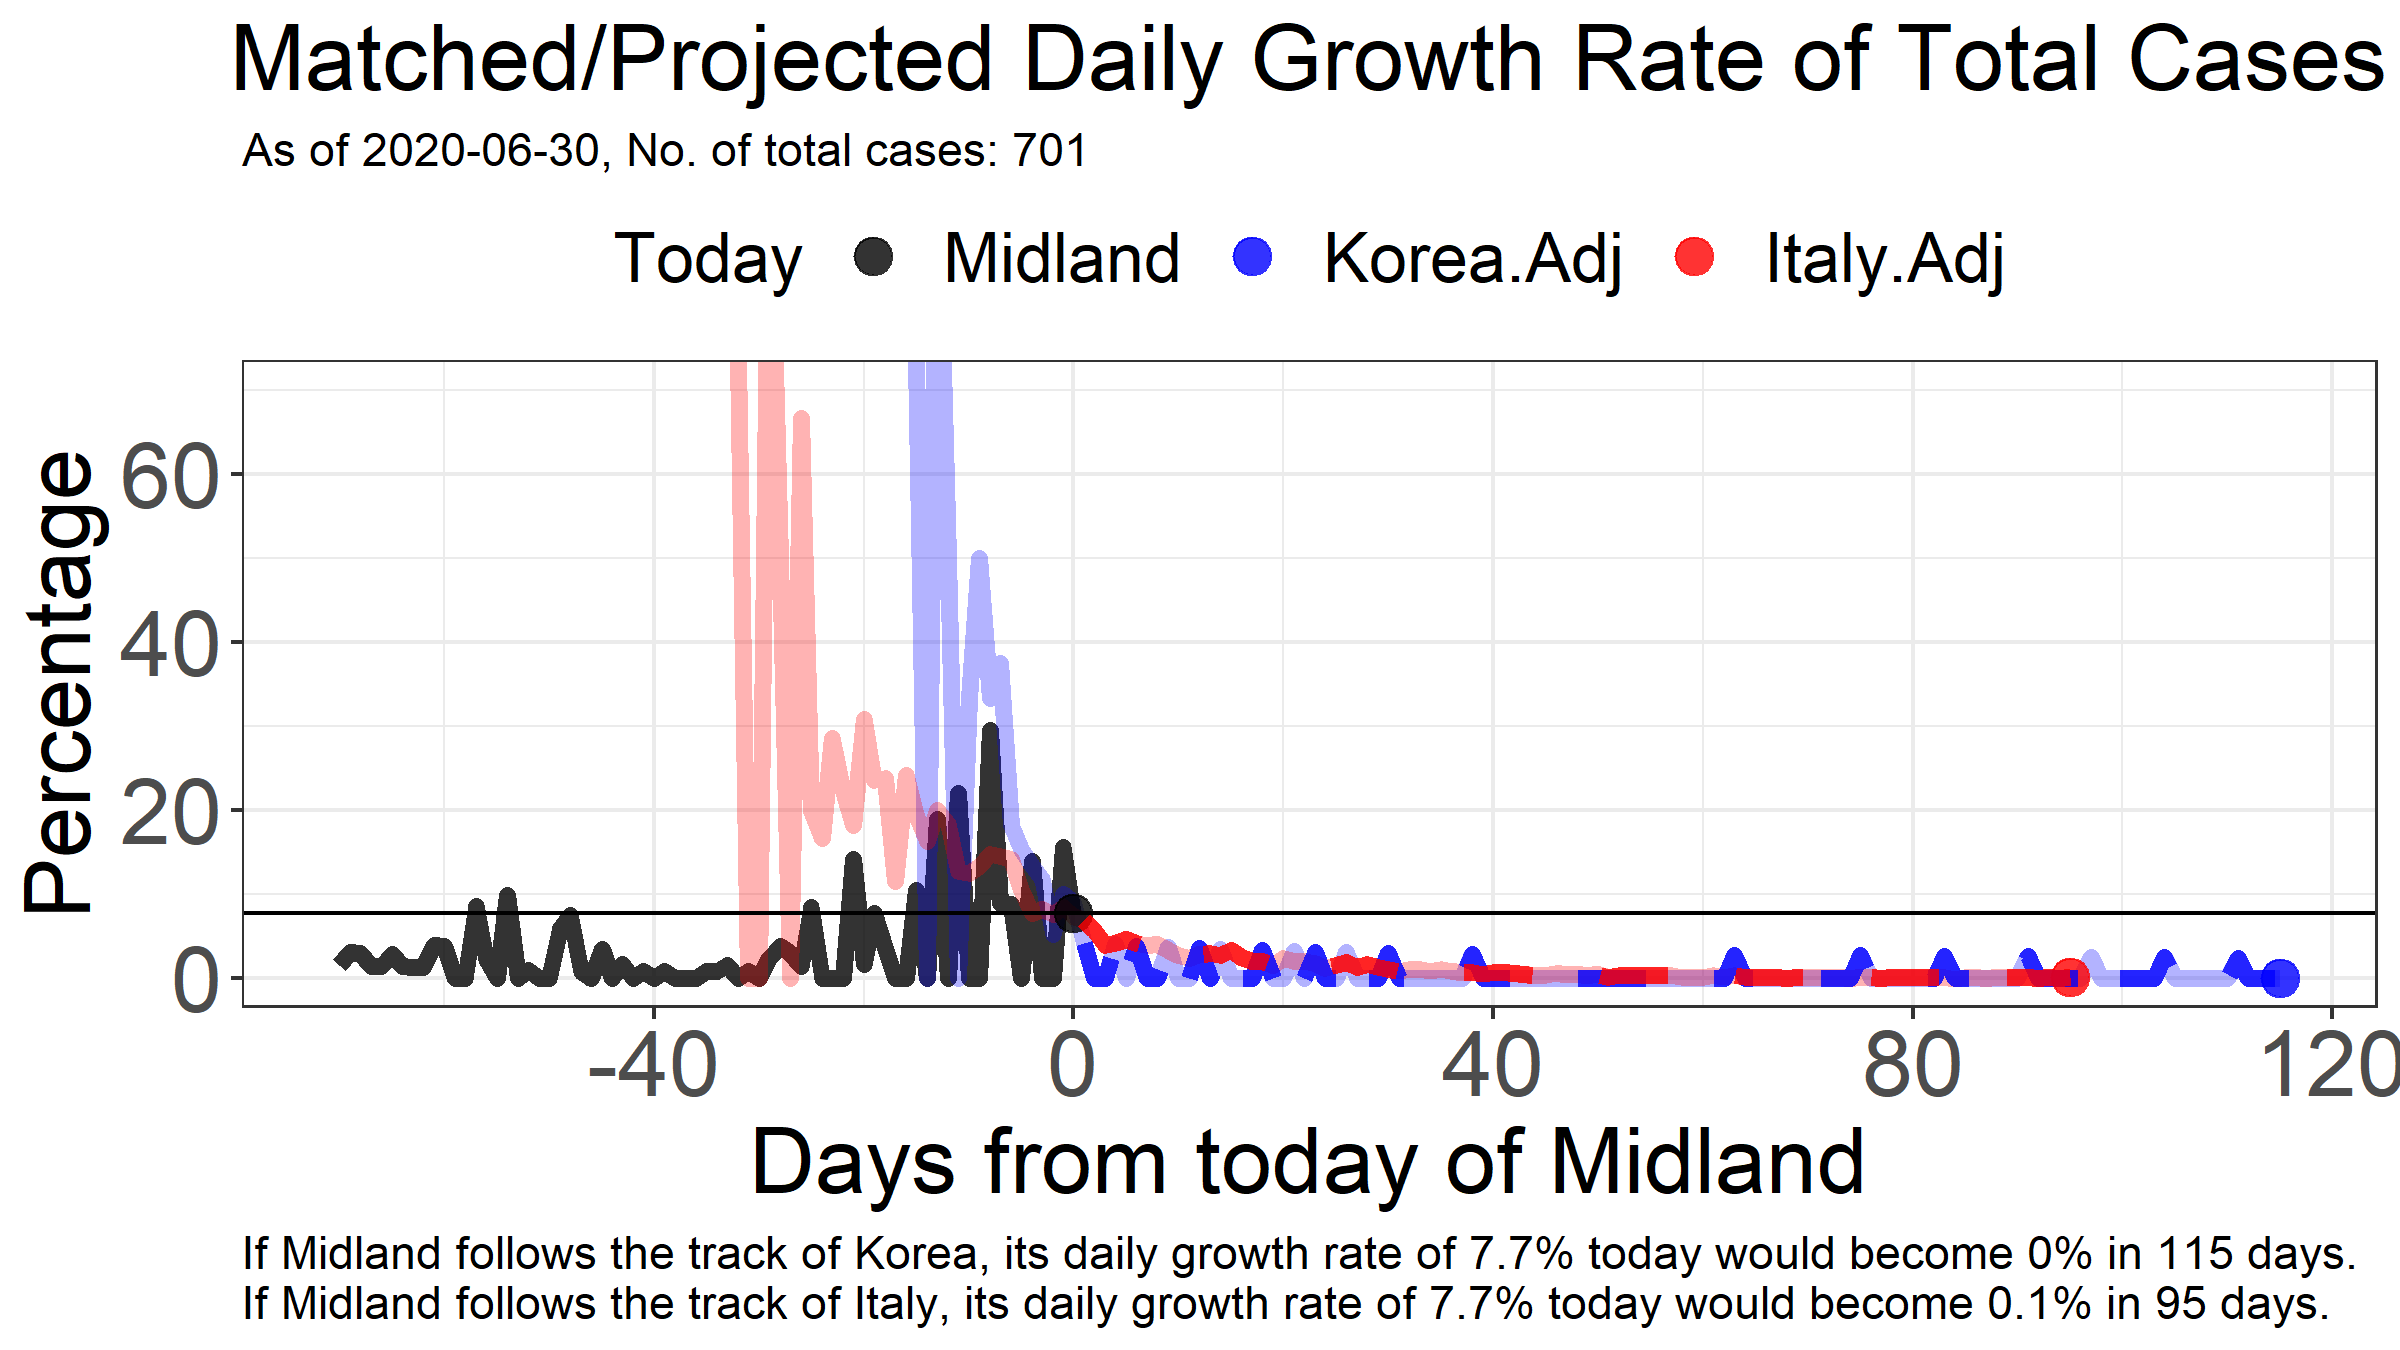 Matched/Projected Daily Growth Rate of Total Cases
As of 2020-06-30, No. of total cases: 701
Today Midland Korea.Adj Italy.Adj
Percentage
60
40
20
0
-40 0 40 80 120
Days from today of Midland
If Midland follows the track of Korea, its daily growth rate of 7.7% today would become 0% in 115 days.
If Midland follows the track of Italy, its daily growth rate of 7.7% today would become 0.1% in 95 days.